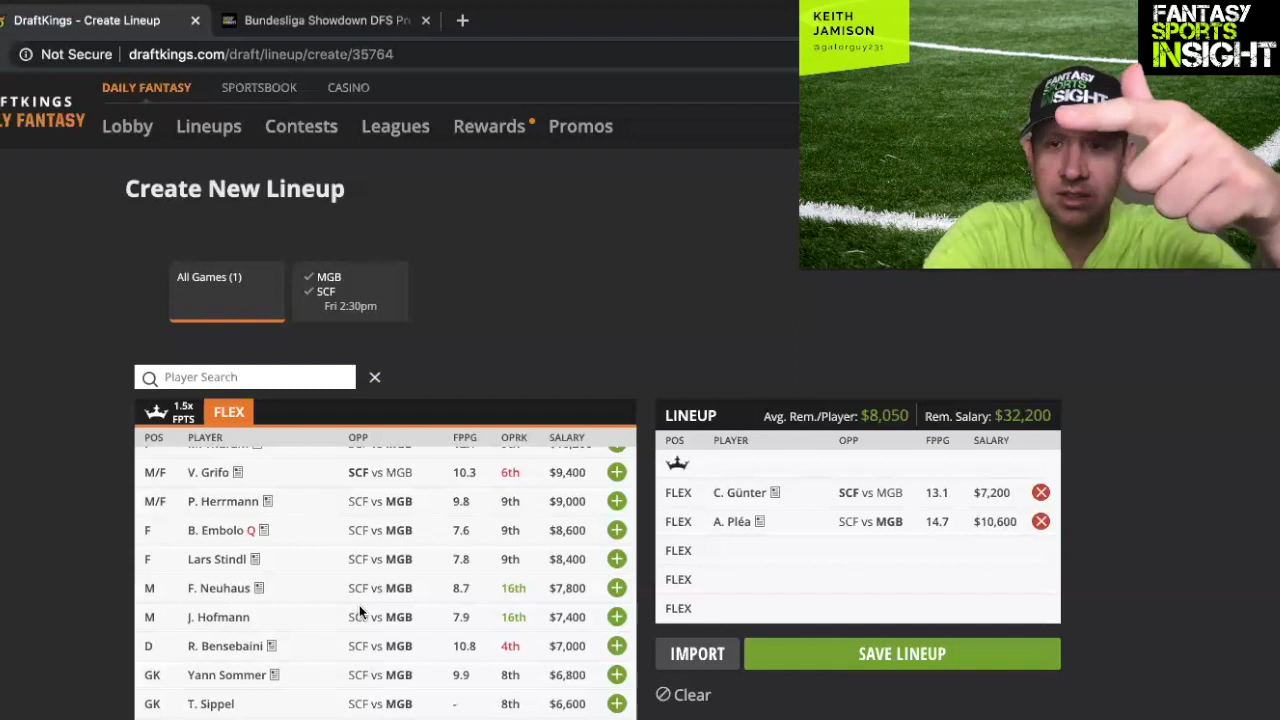 DraftKings - Create Lineup
Bundesliga Showdown DFS Pr
Not Secure draftkings.com/draft/lineup/create/35764
KEITH
JAMISON
@gatorguy231
FANTASY
SPORTS
INSIGHT
FANTASY
SPORTS
INSIGHT
FTKINGS
LY FANTASY
DAILY FANTASY SPORTSBOOK CASINO
Lobby Lineups Contests Leagues Rewards Promos
Create New Lineup
All Games (1)
MGB
SCF
Fri 2:30pm
Player Search
1.5x
FPTS
FLEX
POS PLAYER OPP FPPG OPRK SALARY
M/F V. Grifo SCF vs MGB 10.3 6th $9,400
M/F P. Herrmann SCF vs MGB 9.8 9th $9,000
F B. Embolo Q SCF vs MGB 7.6 9th $8,600
F Lars Stindl SCF vs MGB 7.8 9th $8,400
M F. Neuhaus SCF vs MGB 8.7 16th $7,800
M J. Hofmann SCF vs MGB 7.9 16th $7,400
D R. Bensebaini SCF vs MGB 10.8 4th $7,000
GK Yann Sommer SCF vs MGB 9.9 8th $6,800
GK T. Sippel SCF vs MGB - 8th $6,600
LINEUP Avg. Rem./Player: $8,050 Rem. Salary: $32,200
POS PLAYER OPP FPPG SALARY
FLEX C. Günter SCF vs MGB 13.1 $7,200
FLEX A. Pléa SCF vs MGB 14.7 $10,600
FLEX
FLEX
FLEX
IMPORT SAVE LINEUP
Clear